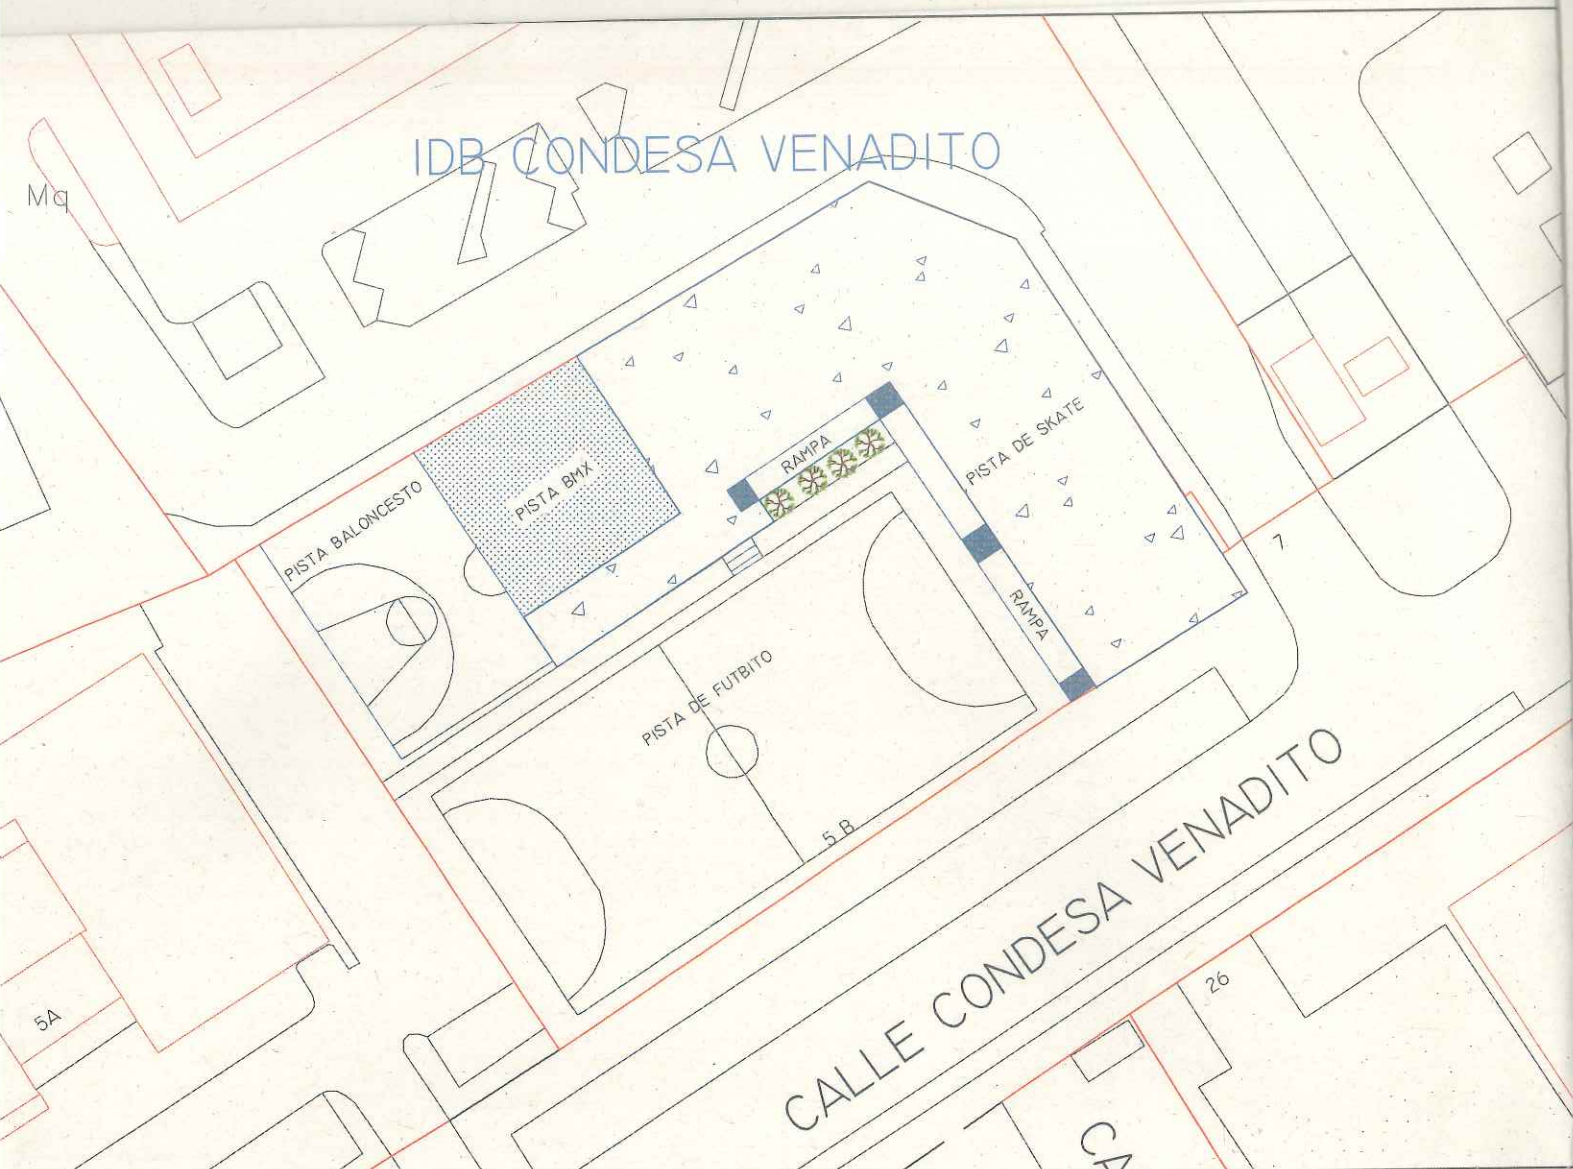 IDB CONDESA VENADITO
Mq
PISTA BALONCESTO
PISTA BMX
RAMPA
PISTA DE SKATE
RAMPA
7
PISTA DE FUTBITO
5 B
CALLE CONDESA VENADITO
5A
26
CA